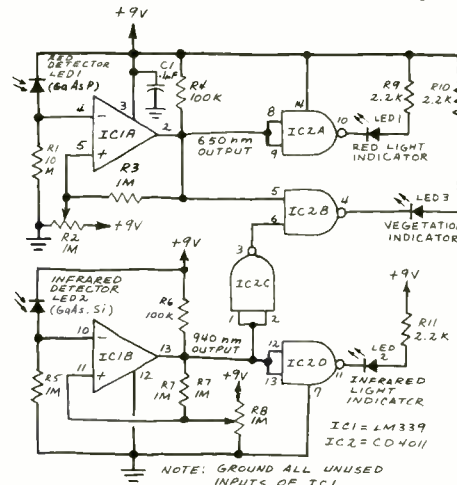 +9V
RED
DETECTOR
LED1
(GaAsP)
C1
.1µF
R4
100K
R9
2.2K
R10
2.2K
3
4
-
IC1A
2
5
+
R1
10
M
R3
1M
650 nm
OUTPUT
14
8
9
IC2A
10
LED1
RED LIGHT
INDICATOR
R2
1M
+9V
5
6
IC2B
4
LED3
VEGETATION
INDICATOR
3
IC2C
1
2
INFRARED
DETECTOR
LED2
(GaAs:Si)
+9V
R6
100K
10
-
IC1B
13
11
+
12
R5
1M
940 nm
OUTPUT
R7
1M
R7
1M
+9V
R8
1M
12
13
IC2D
11
7
LED
2
INFRARED
LIGHT
INDICATER
+9V
R11
2.2K
IC1 = LM339
IC2 = CD4011
NOTE: GROUND ALL UNUSED
INPUTS OF IC1